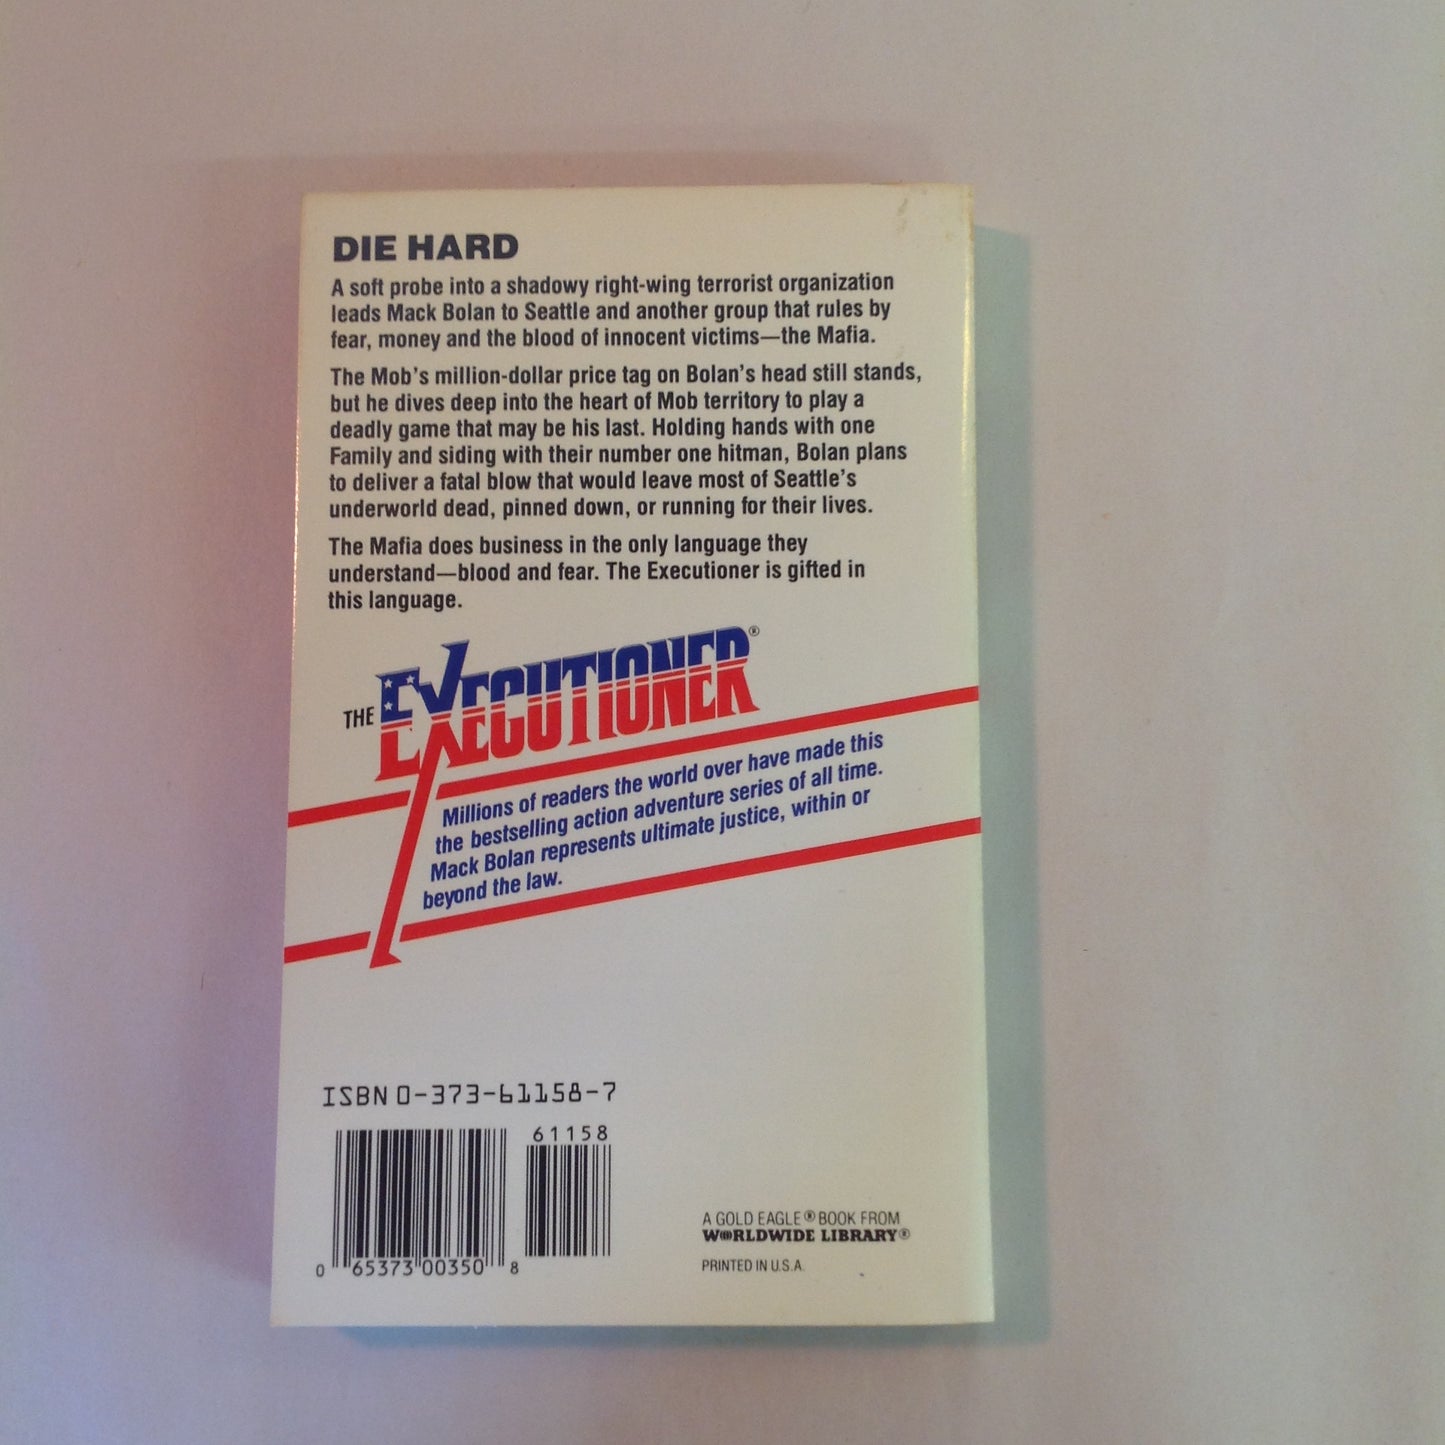 DIE HARD
A soft probe into a shadowy right-wing terrorist organization
leads Mack Bolan to Seattle and another group that rules by
fear, money and the blood of innocent victims—the Mafia.
The Mob's million-dollar price tag on Bolan's head still stands,
but he dives deep into the heart of Mob territory to play a
deadly game that may be his last. Holding hands with one
Family and siding with their number one hitman, Bolan plans
to deliver a fatal blow that would leave most of Seattle's
underworld dead, pinned down, or running for their lives.
The Mafia does business in the only language they
understand—blood and fear. The Executioner is gifted in
this language.
THE EXECUTIONER®
Millions of readers the world over have made this
the bestselling action adventure series of all time.
Mack Bolan represents ultimate justice, within or
beyond the law.
ISBN 0-373-61158-7
61158
0 65373 00350 8
A GOLD EAGLE® BOOK FROM
WORLDWIDE LIBRARY®
PRINTED IN U.S.A.